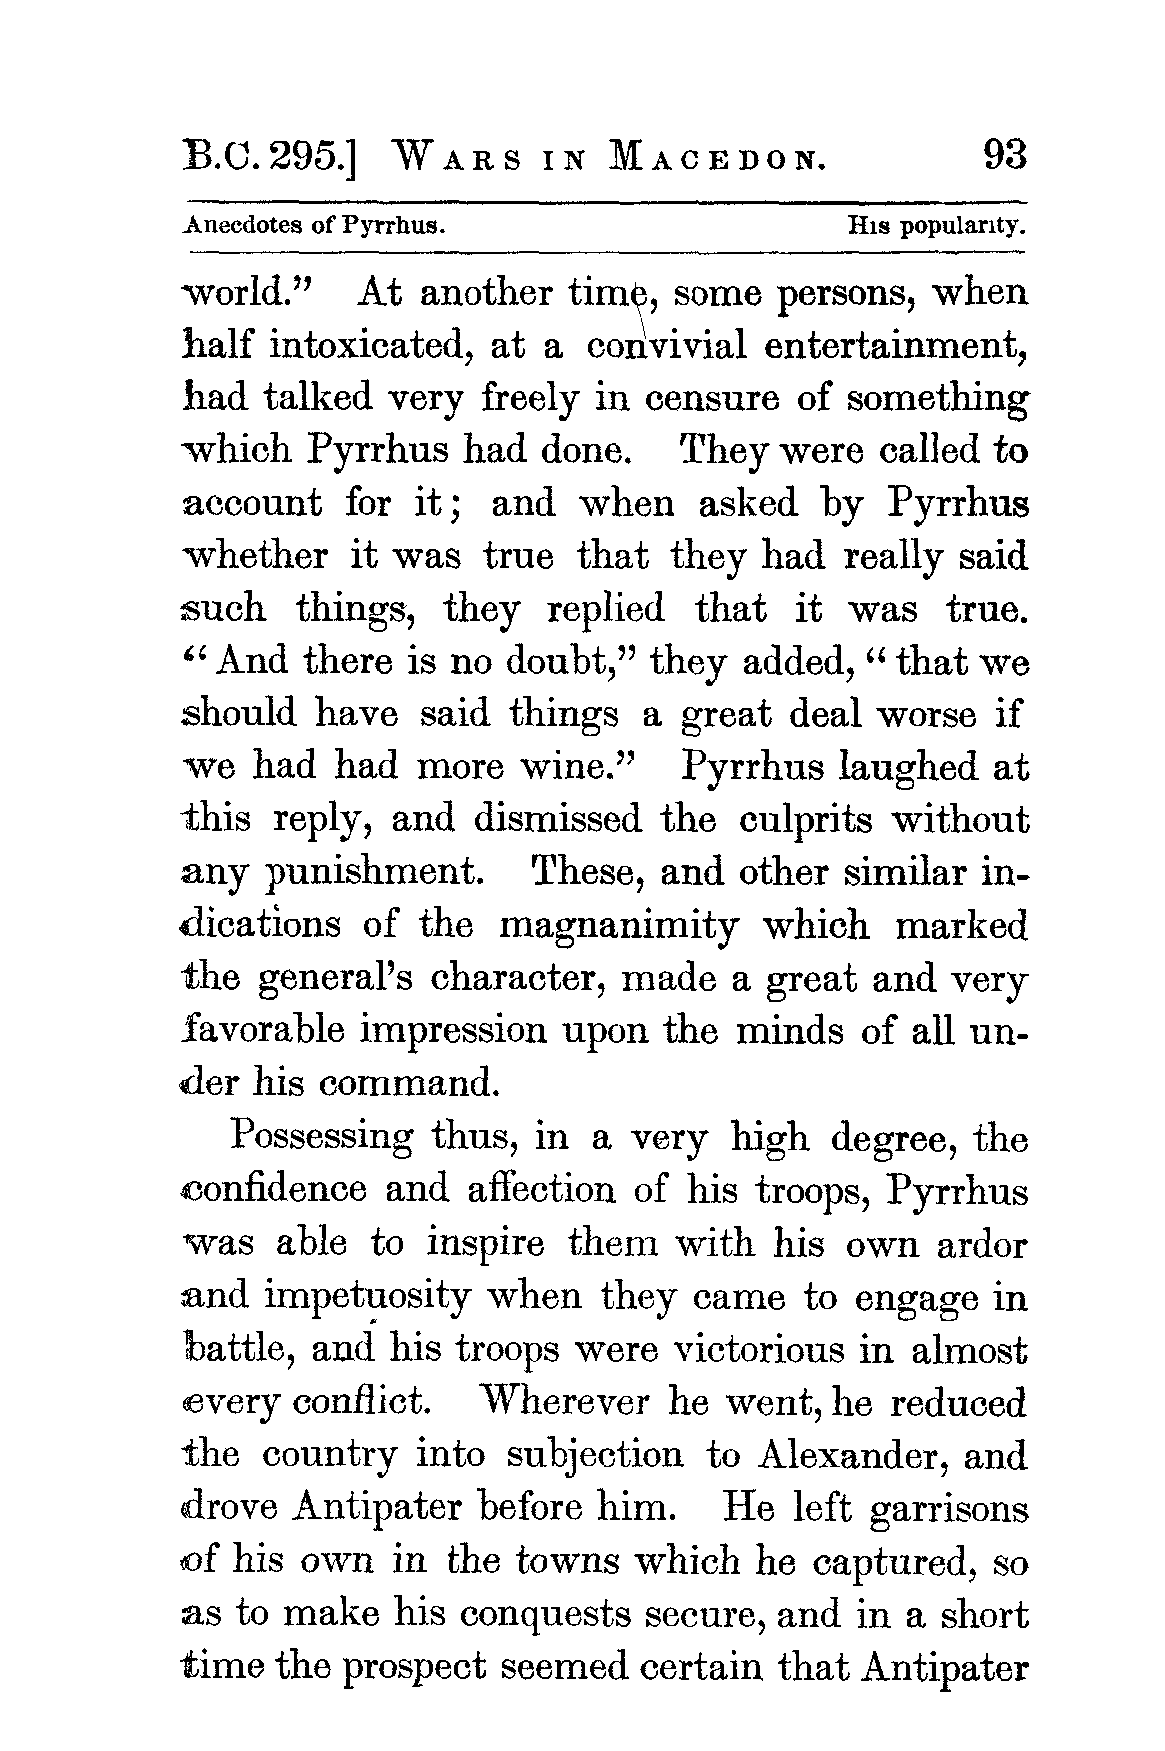 B.C. 295.] WARS IN MACEDON. 93
Anecdotes of Pyrrhus. His popularity.
world." At another time, some persons, when
half intoxicated, at a convivial entertainment,
had talked very freely in censure of something
which Pyrrhus had done. They were called to
account for it; and when asked by Pyrrhus
whether it was true that they had really said
such things, they replied that it was true.
"And there is no doubt," they added, "that we
should have said things a great deal worse if
we had had more wine." Pyrrhus laughed at
this reply, and dismissed the culprits without
any punishment. These, and other similar in-
dications of the magnanimity which marked
the general's character, made a great and very
favorable impression upon the minds of all un-
der his command.
Possessing thus, in a very high degree, the
confidence and affection of his troops, Pyrrhus
was able to inspire them with his own ardor
and impetuosity when they came to engage in
battle, and his troops were victorious in almost
every conflict. Wherever he went, he reduced
the country into subjection to Alexander, and
drove Antipater before him. He left garrisons
of his own in the towns which he captured, so
as to make his conquests secure, and in a short
time the prospect seemed certain that Antipater